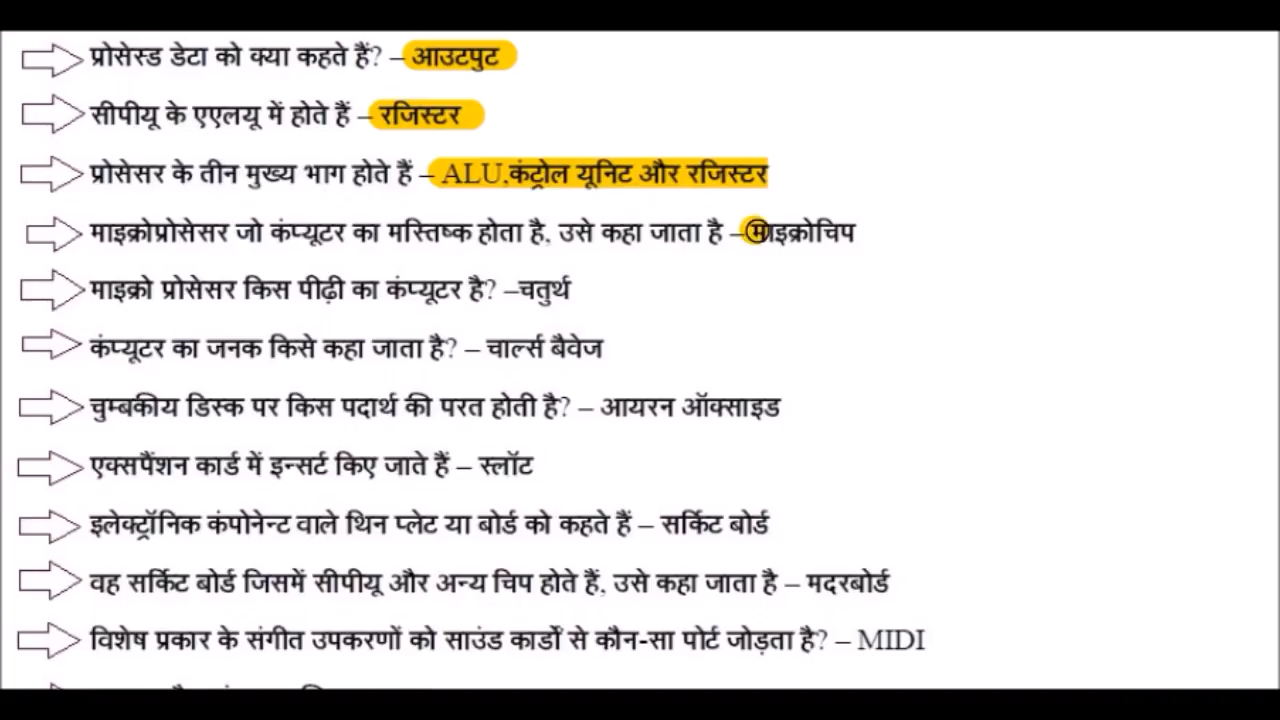 प्रोसेस्ड डेटा को क्या कहते हैं? – आउटपुट
सीपीयू के एएलयू में होते हैं – रजिस्टर
प्रोसेसर के तीन मुख्य भाग होते हैं – ALU,कंट्रोल यूनिट और रजिस्टर
माइक्रोप्रोसेसर जो कंप्यूटर का मस्तिष्क होता है, उसे कहा जाता है – माइक्रोचिप
माइक्रो प्रोसेसर किस पीढ़ी का कंप्यूटर है? –चतुर्थ
कंप्यूटर का जनक किसे कहा जाता है? – चार्ल्स बैवेज
चुम्बकीय डिस्क पर किस पदार्थ की परत होती है? – आयरन ऑक्साइड
एक्सपैंशन कार्ड में इन्सर्ट किए जाते हैं – स्लॉट
इलेक्ट्रॉनिक कंपोनेन्ट वाले थिन प्लेट या बोर्ड को कहते हैं – सर्किट बोर्ड
वह सर्किट बोर्ड जिसमें सीपीयू और अन्य चिप होते हैं, उसे कहा जाता है – मदरबोर्ड
विशेष प्रकार के संगीत उपकरणों को साउंड कार्डों से कौन-सा पोर्ट जोड़ता है? – MIDI